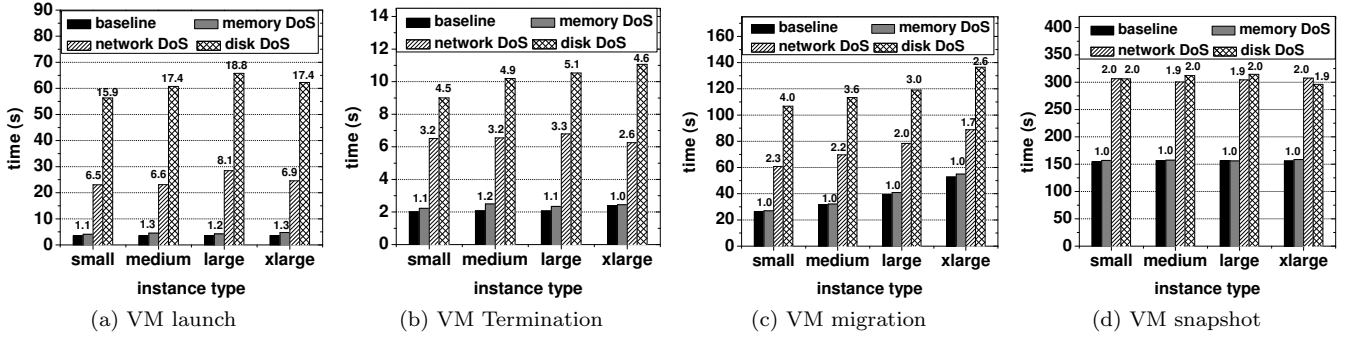 90
80
70
60
50
40
30
20
10
0
time (s)
baseline memory DoS
network DoS disk DoS
15.9 17.4 18.8 17.4
6.5 6.6 8.1 6.9
1.1 1.3 1.2 1.3
small medium large xlarge
instance type
(a) VM launch
14
12
10
8
6
4
2
0
time (s)
baseline memory DoS
network DoS disk DoS
4.5 4.9 5.1 4.6
3.2 3.2 3.3 2.6
1.1 1.2 1.1 1.0
small medium large xlarge
instance type
(b) VM Termination
160
140
120
100
80
60
40
20
0
time (s)
baseline memory DoS
network DoS disk DoS
4.0 3.6 3.0 2.6
2.3 2.2 2.0 1.7
1.0 1.0 1.0 1.0
small medium large xlarge
instance type
(c) VM migration
400
350
300
250
200
150
100
50
0
time (s)
baseline memory DoS
network DoS disk DoS
2.0 2.0 1.9 2.0 1.9 2.0 2.0 1.9
1.0 1.0 1.0 1.0
small medium large xlarge
instance type
(d) VM snapshot